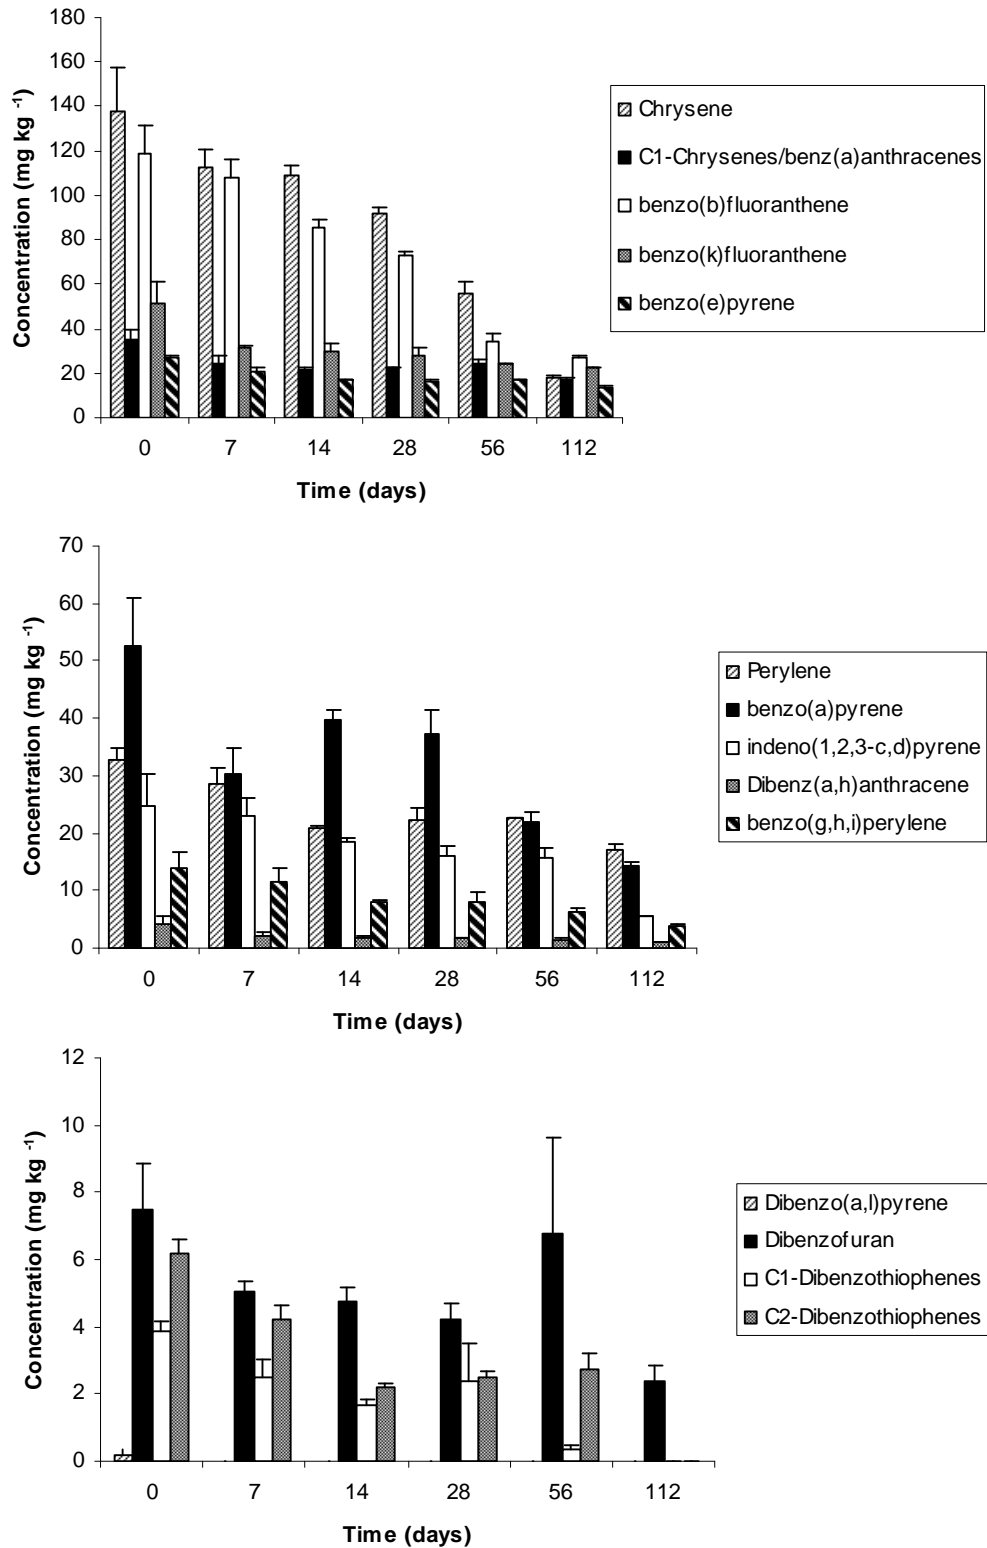 180
160
140
120
100
80
60
40
20
0
Concentration (mg kg -1)
0 7 14 28 56 112
Time (days)
Chrysene
C1-Chrysenes/benz(a)anthracenes
benzo(b)fluoranthene
benzo(k)fluoranthene
benzo(e)pyrene
70
60
50
40
30
20
10
0
Concentration (mg kg -1)
0 7 14 28 56 112
Time (days)
Perylene
benzo(a)pyrene
indeno(1,2,3-c,d)pyrene
Dibenz(a,h)anthracene
benzo(g,h,i)perylene
12
10
8
6
4
2
0
Concentration (mg kg -1)
0 7 14 28 56 112
Time (days)
Dibenzo(a,l)pyrene
Dibenzofuran
C1-Dibenzothiophenes
C2-Dibenzothiophenes